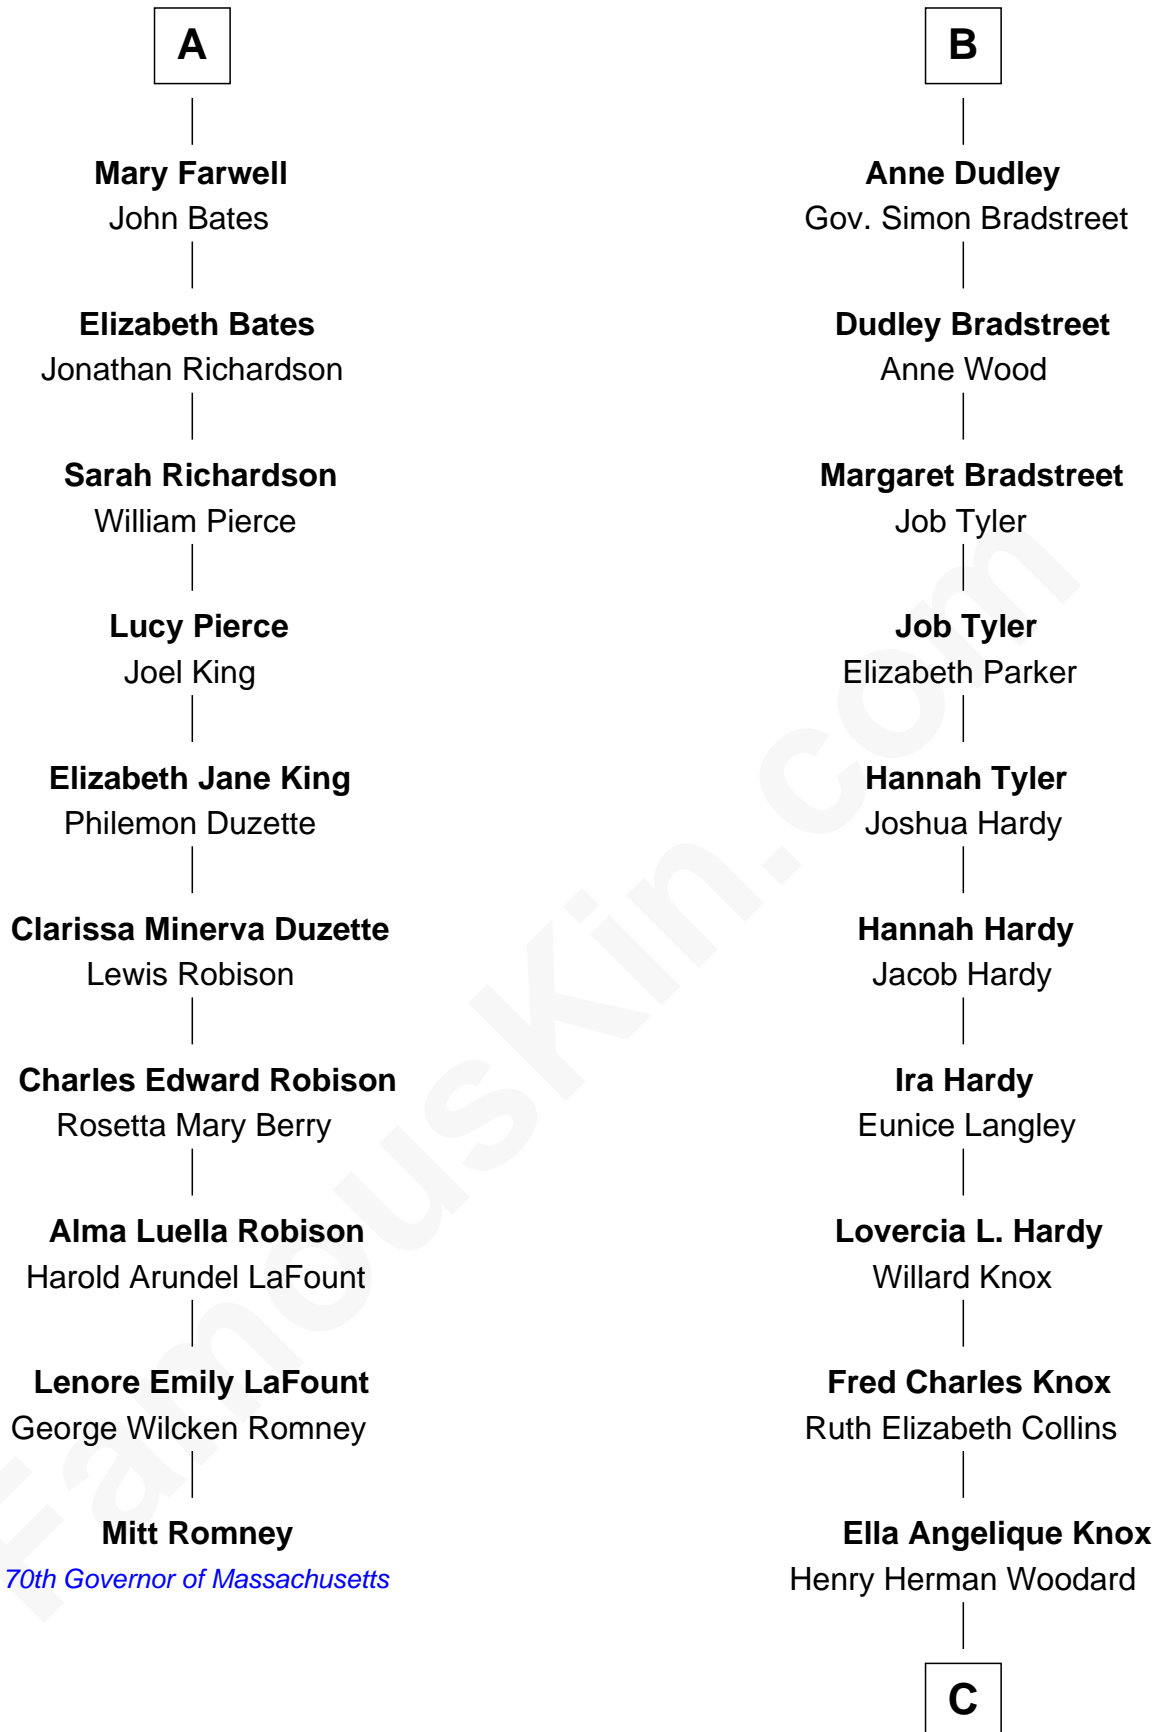 A
Mary Farwell
John Bates
Elizabeth Bates
Jonathan Richardson
Sarah Richardson
William Pierce
Lucy Pierce
Joel King
Elizabeth Jane King
Philemon Duzette
Clarissa Minerva Duzette
Lewis Robison
Charles Edward Robison
Rosetta Mary Berry
Alma Luella Robison
Harold Arundel LaFount
Lenore Emily LaFount
George Wilcken Romney
Mitt Romney
70th Governor of Massachusetts
B
Anne Dudley
Gov. Simon Bradstreet
Dudley Bradstreet
Anne Wood
Margaret Bradstreet
Job Tyler
Job Tyler
Elizabeth Parker
Hannah Tyler
Joshua Hardy
Hannah Hardy
Jacob Hardy
Ira Hardy
Eunice Langley
Lovercia L. Hardy
Willard Knox
Fred Charles Knox
Ruth Elizabeth Collins
Ella Angelique Knox
Henry Herman Woodard
C
FamousKin.com